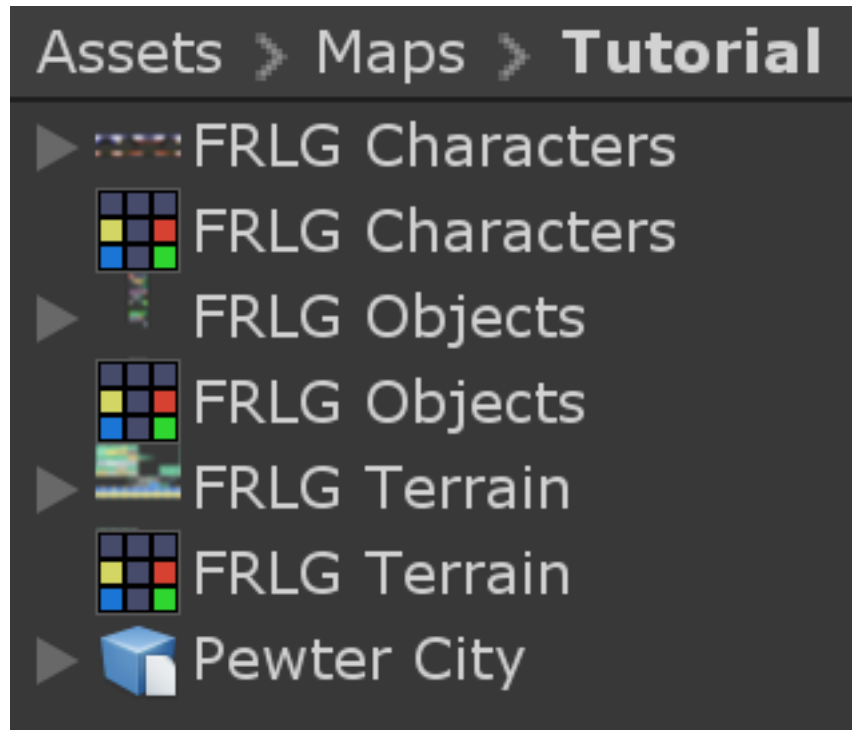 Assets > Maps > Tutorial
FRLG Characters
FRLG Characters
FRLG Objects
FRLG Objects
FRLG Terrain
FRLG Terrain
Pewter City